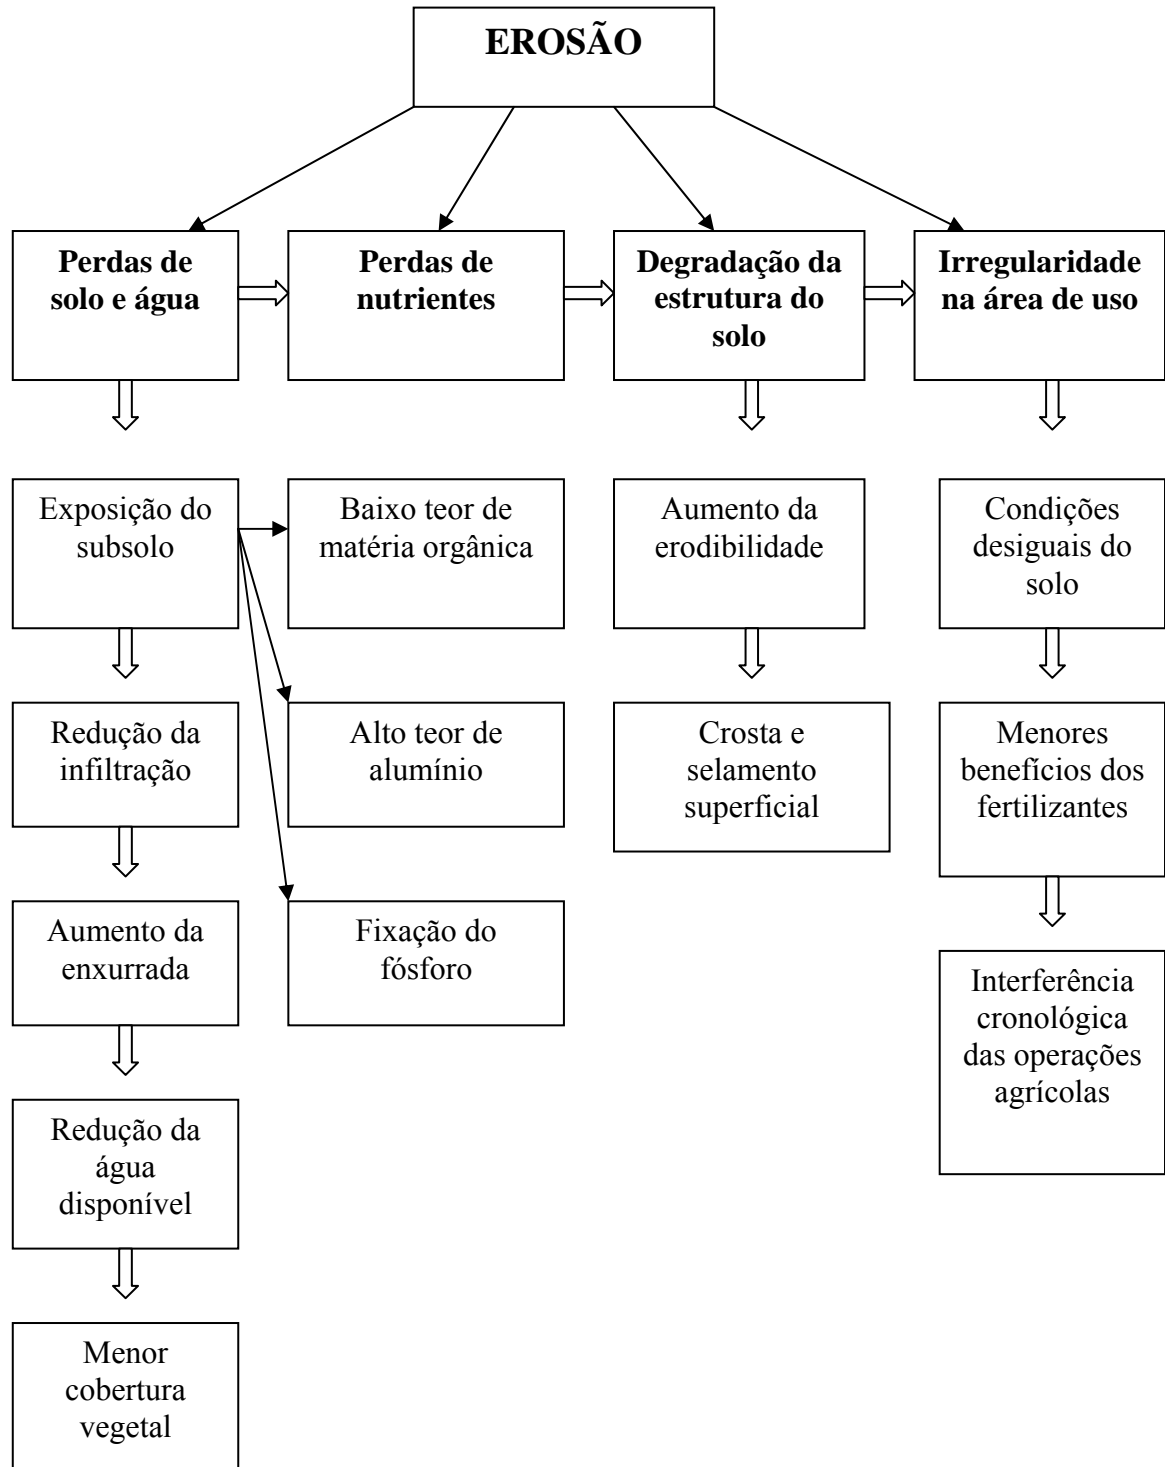 EROSÃO
Perdas de
solo e água
Perdas de
nutrientes
Degradação da
estrutura do
solo
Irregularidade
na área de uso
Exposição do
subsolo
Baixo teor de
matéria orgânica
Aumento da
erodibilidade
Condições
desiguais do
solo
Redução da
infiltração
Alto teor de
alumínio
Crosta e
selamento
superficial
Menores
benefícios dos
fertilizantes
Aumento da
enxurrada
Fixação do
fósforo
Interferência
cronológica
das operações
agrícolas
Redução da
água
disponível
Menor
cobertura
vegetal